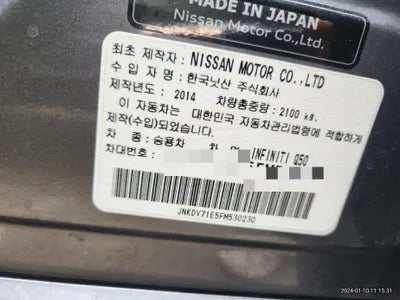 MADE IN JAPAN
Nissan Motor Co.,Ltd.
최초 제작자 : NISSAN MOTOR CO.,LTD
수 입 자 명 : 한국닛산 주식회사
제작년도 : 2014 차량총중량 : 2100 kg.
이 자동차는 대한민국 자동차관리법령에 적합하게
제작(수입)되었습니다.
차 종 : 승용차 차 명 INFINITI Q50
차대번호 :
JNKDV71E5FM530230
2024-01-10 11:15:31